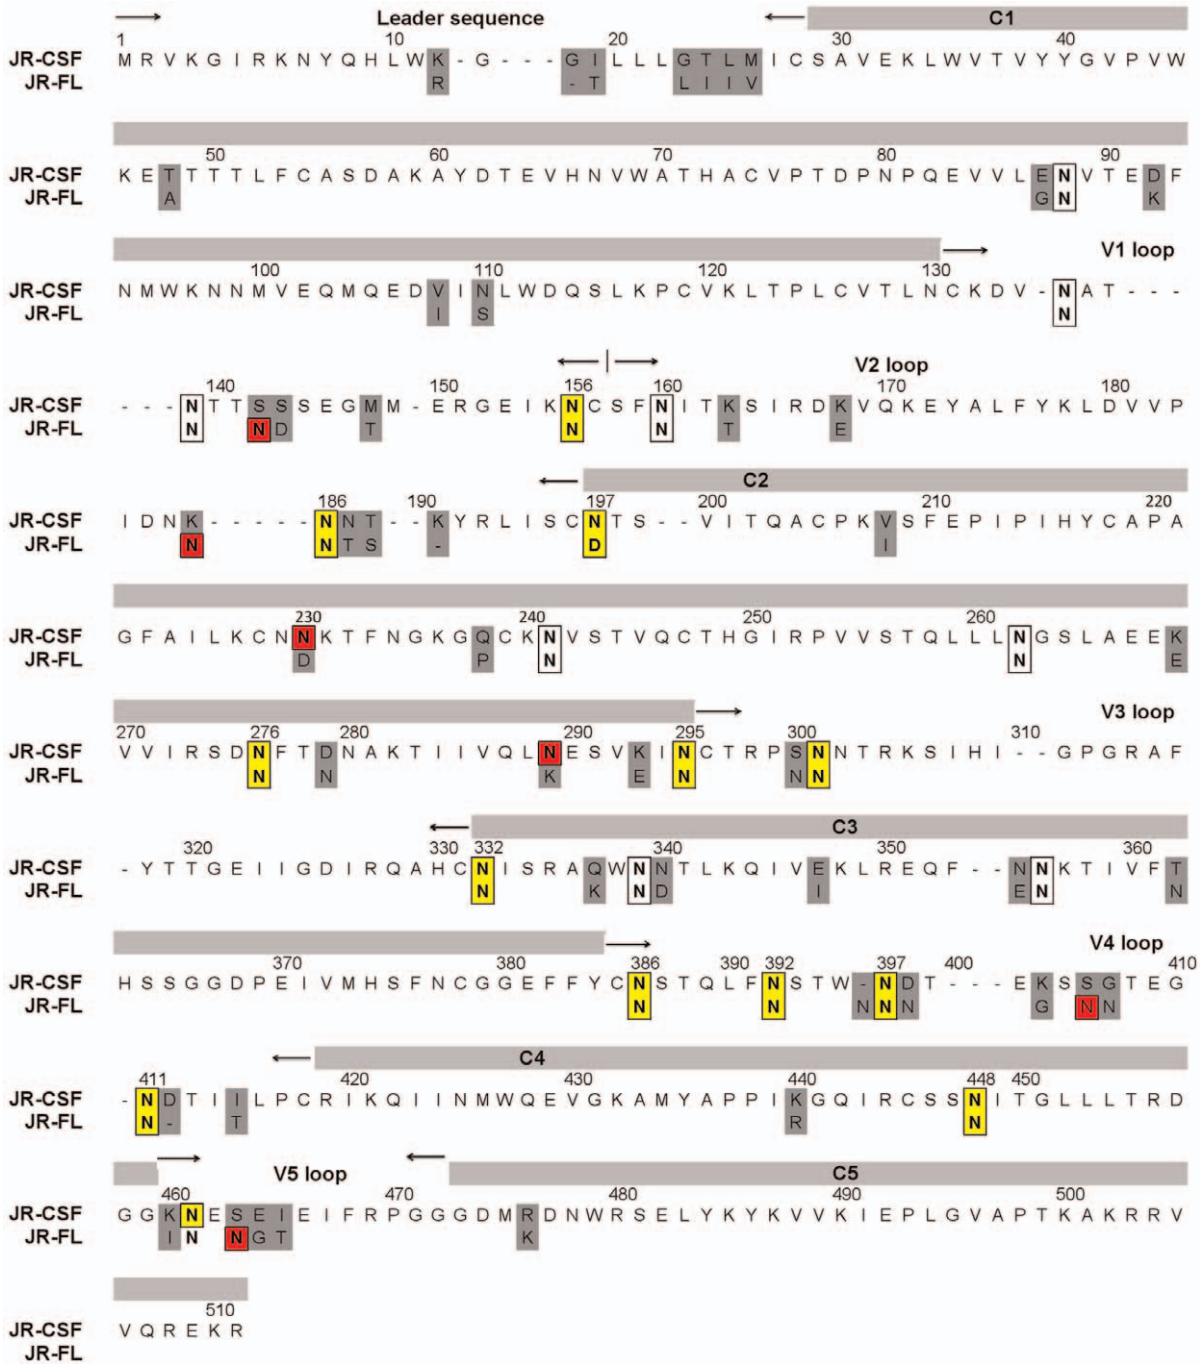 Leader sequence C1
1 10 20 30 40
JR-CSF M R V K G I R K N Y Q H L W K - G - - - G I L L L G T L M I C S A V E K L W V T V Y Y G V P V W
JR-FL R - T L I I V
50 60 70 80 90
JR-CSF K E T T T T L F C A S D A K A Y D T E V H N V W A T H A C V P T D P N P Q E V V L E N V T E D F
JR-FL A G N K
100 110 120 130 V1 loop
JR-CSF N M W K N N M V E Q M Q E D V I N L W D Q S L K P C V K L T P L C V T L N C K D V - N A T - - -
JR-FL I S N
V2 loop
140 150 156 160 170 180
JR-CSF - - - N T T S S S E G M M - E R G E I K N C S F N I T K S I R D K V Q K E Y A L F Y K L D V V P
JR-FL N N D T N N T E
C2
186 190 197 200 210 220
JR-CSF I D N K - - - - - N N T - - K Y R L I S C N T S - - V I T Q A C P K V S F E P I P I H Y C A P A
JR-FL N N T S - D I
230 241 250 260
JR-CSF G F A I L K C N N K T F N G K G Q C K N V S T V Q C T H G I R P V V S T Q L L L N G S L A E E K
JR-FL D P N N E
V3 loop
270 276 280 290 295 300 310
JR-CSF V V I R S D N F T D N A K T I I V Q L N E S V K I N C T R P S N N T R K S I H I - - G P G R A F
JR-FL N N K E N N N
C3
320 330 332 340 350 360
JR-CSF - Y T T G E I I G D I R Q A H C N I S R A Q W N N T L K Q I V E K L R E Q F - - N N K T I V F T
JR-FL N K N D I E N N
V4 loop
370 380 386 390 392 397 400 410
JR-CSF H S S G G D P E I V M H S F N C G G E F F Y C N S T Q L F N S T W - N D T - - - E K S S G T E G
JR-FL N N N N N G N N
C4
411 420 430 440 448 450
JR-CSF - N D T I I L P C R I K Q I I N M W Q E V G K A M Y A P P I K G Q I R C S S N I T G L L L T R D
JR-FL N - T R N
V5 loop C5
460 470 480 490 500
JR-CSF G G K N E S E I E I F R P G G G D M R D N W R S E L Y K Y K V V K I E P L G V A P T K A K R R V
JR-FL I N N G T K
510
JR-CSF V Q R E K R
JR-FL